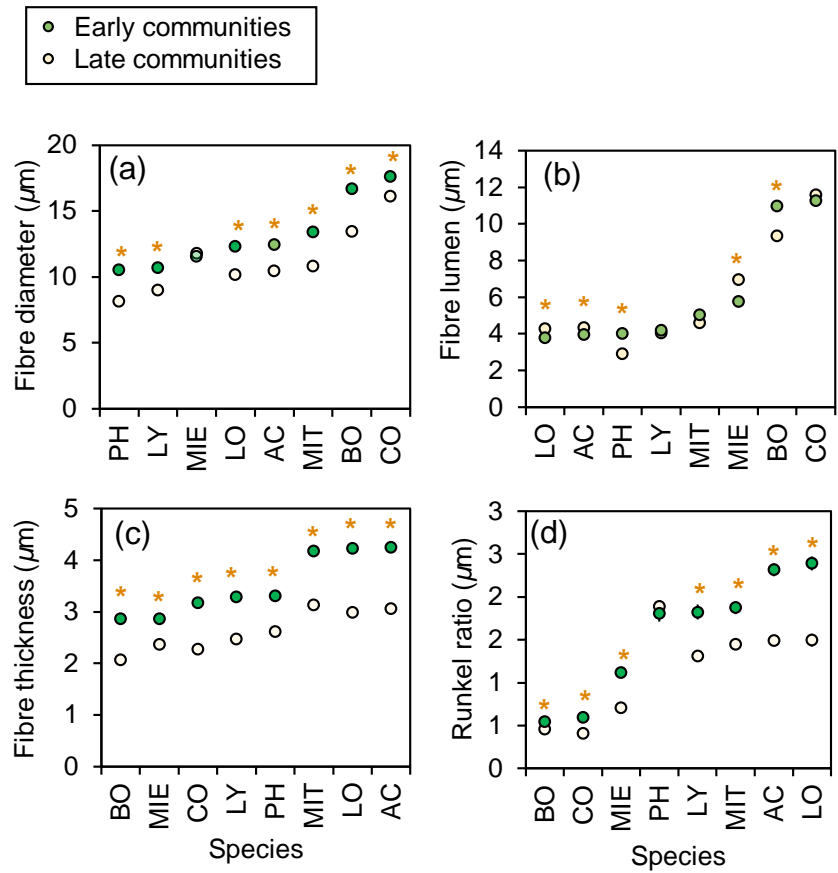 Early communities
Late communities
(a)
Fibre diameter (µm)
20
15
10
5
0
* * * * * * *
PH LY MIE LO AC MIT BO CO
(b)
Fibre lumen (µm)
14
12
10
8
6
4
2
0
* * * * *
LO AC PH LY MIT MIE BO CO
(c)
Fibre thickness (µm)
5
4
3
2
1
0
* * * * * * * *
BO MIE CO LY PH MIT LO AC
Species
(d)
Runkel ratio (µm)
3
3
2
2
1
1
0
* * * * * * *
BO CO MIE PH LY MIT AC LO
Species